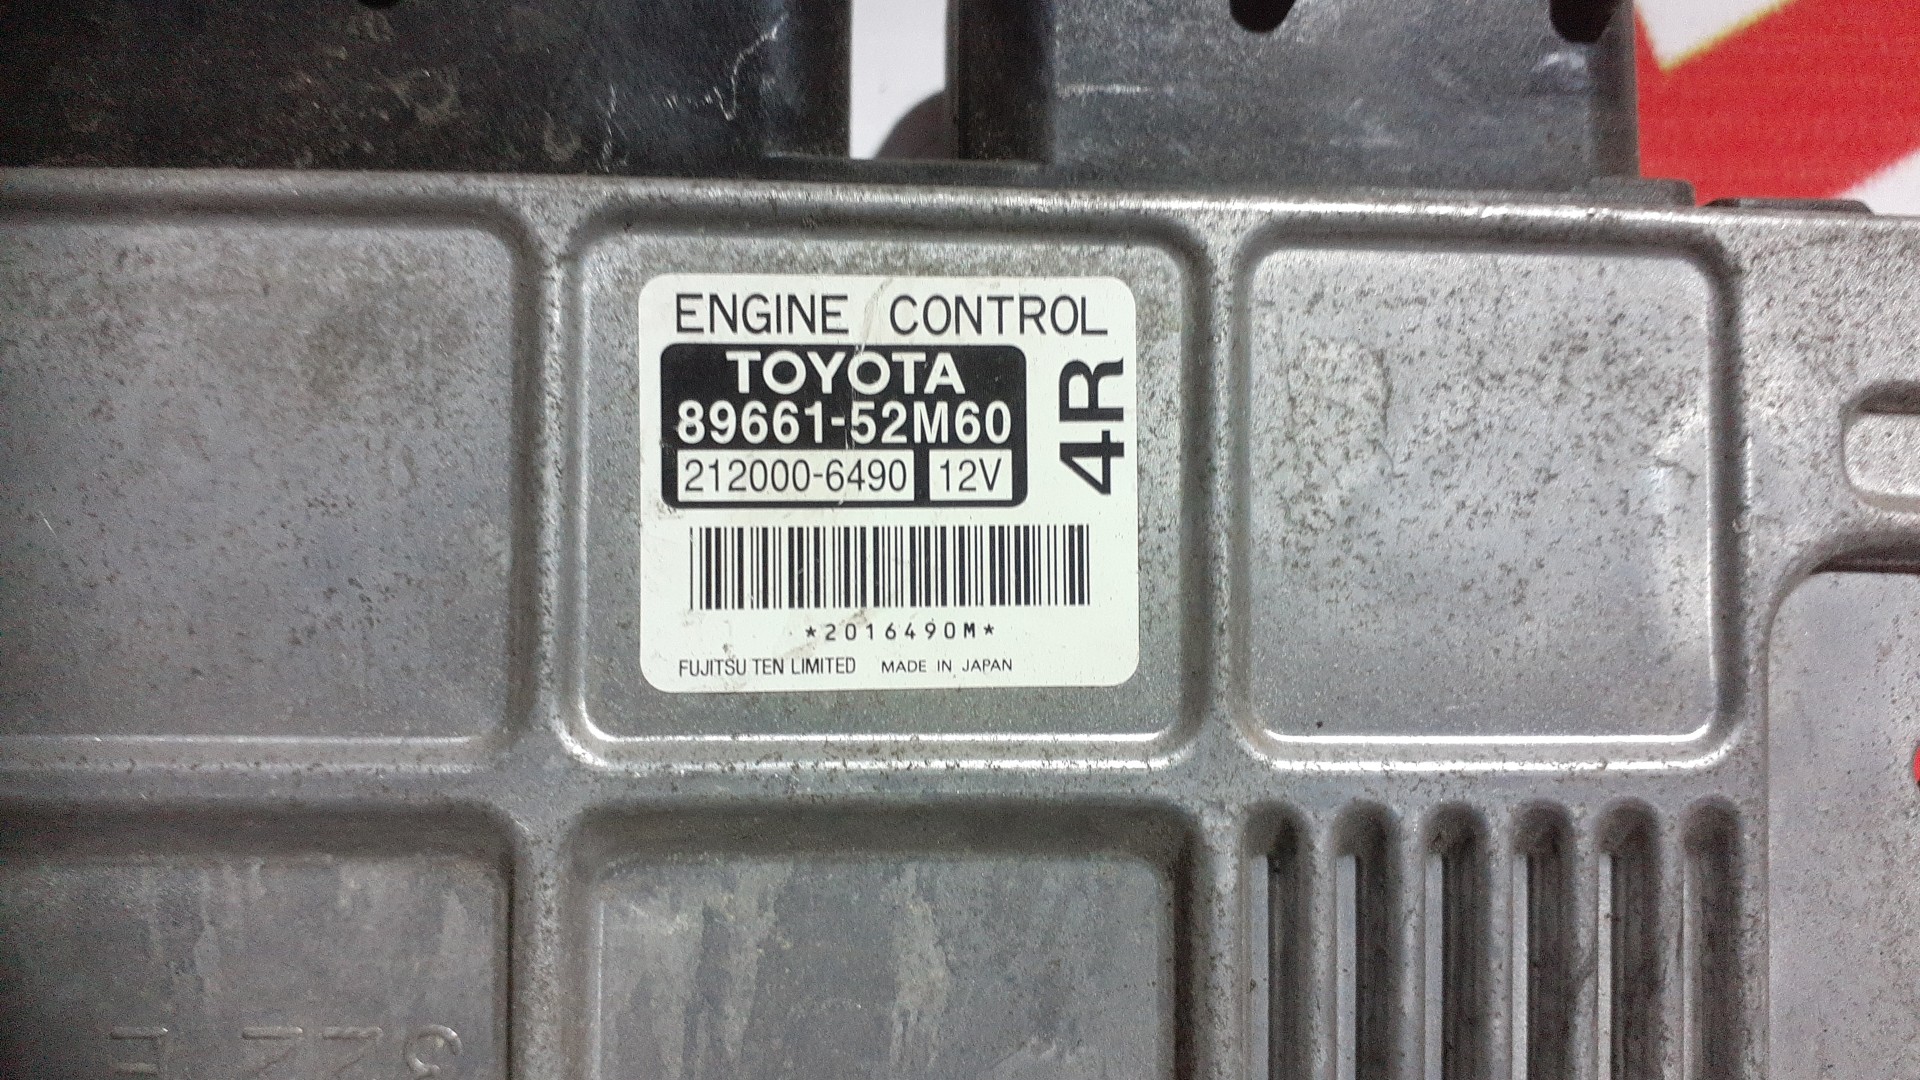 ENGINE CONTROL
TOYOTA
89661-52M60
212000-6490 12V
4R
*2016490M*
FUJITSU TEN LIMITED MADE IN JAPAN